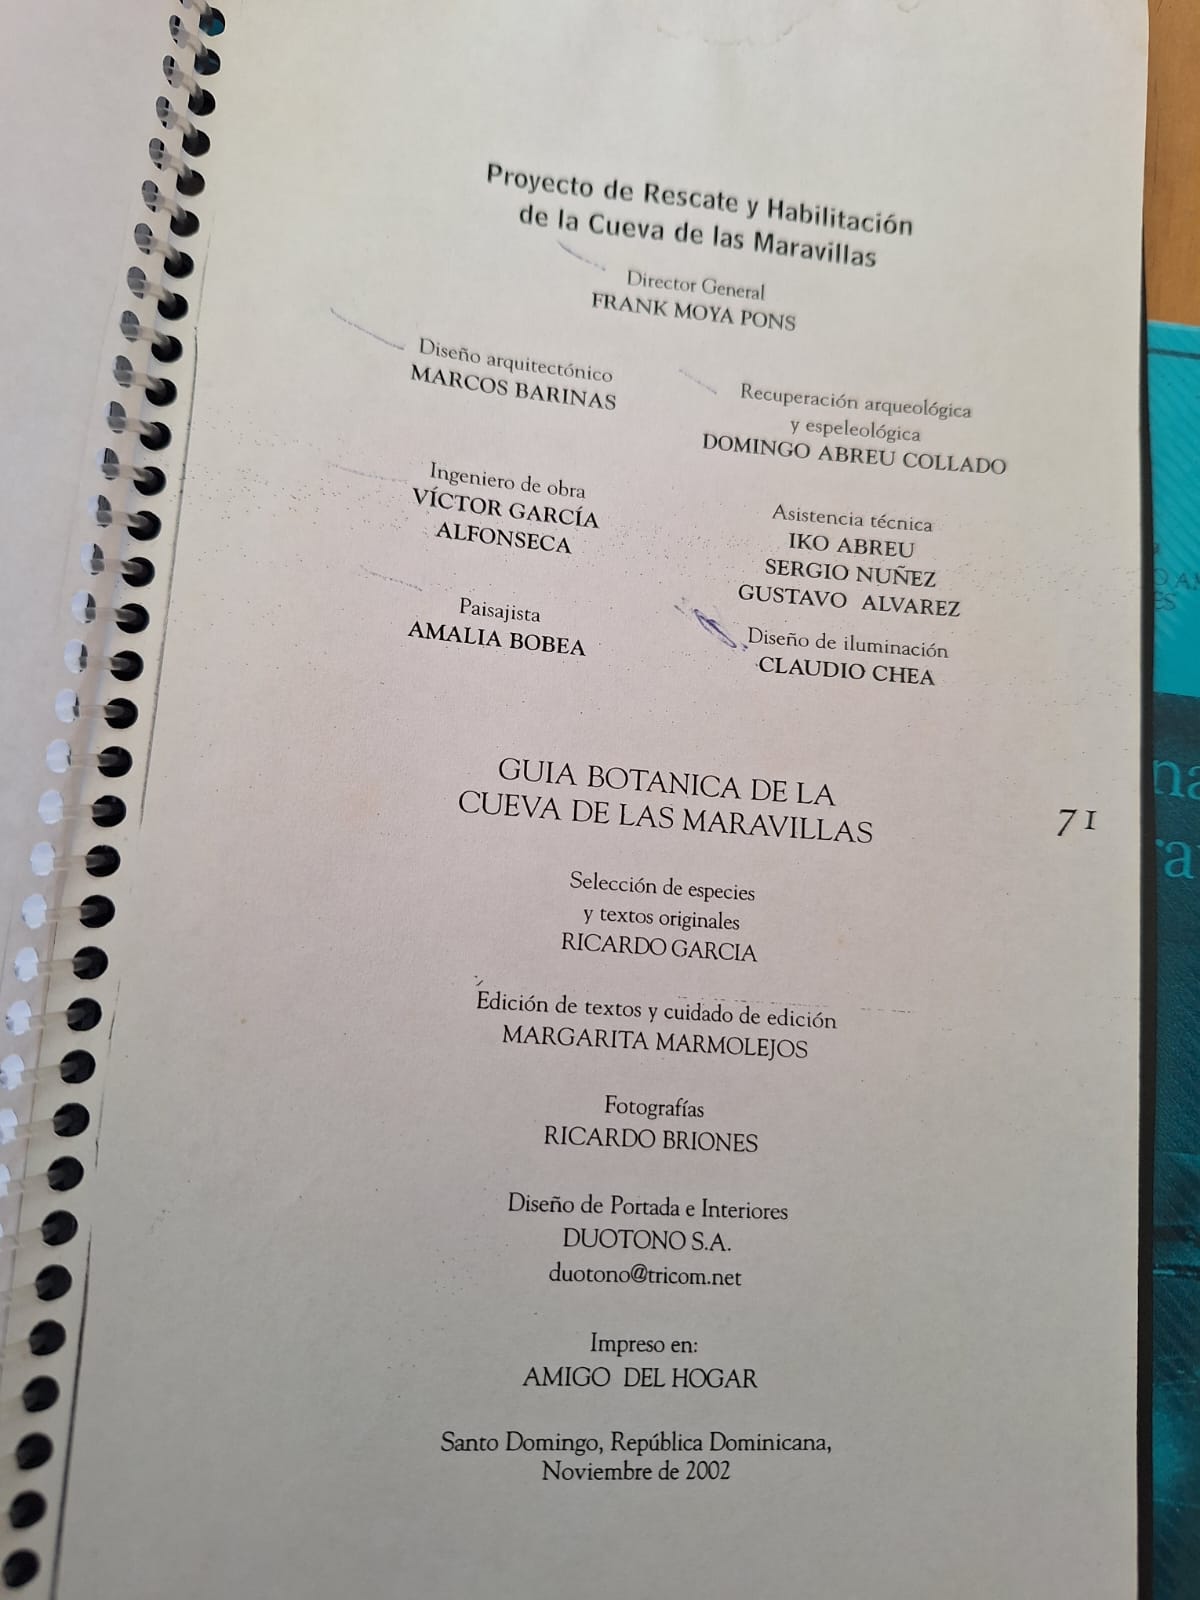 Proyecto de Rescate y Habilitación
de la Cueva de las Maravillas
Director General
FRANK MOYA PONS
Diseño arquitectónico
MARCOS BARINAS
Recuperación arqueológica
y espeleológica
DOMINGO ABREU COLLADO
Ingeniero de obra
VÍCTOR GARCÍA
ALFONSECA
Asistencia técnica
IKO ABREU
SERGIO NUÑEZ
GUSTAVO ALVAREZ
Paisajista
AMALIA BOBEA
Diseño de iluminación
CLAUDIO CHEA
GUIA BOTANICA DE LA
CUEVA DE LAS MARAVILLAS
71
Selección de especies
y textos originales
RICARDO GARCIA
Edición de textos y cuidado de edición
MARGARITA MARMOLEJOS
Fotografías
RICARDO BRIONES
Diseño de Portada e Interiores
DUOTONO S.A.
duotono@tricom.net
Impreso en:
AMIGO DEL HOGAR
Santo Domingo, República Dominicana,
Noviembre de 2002